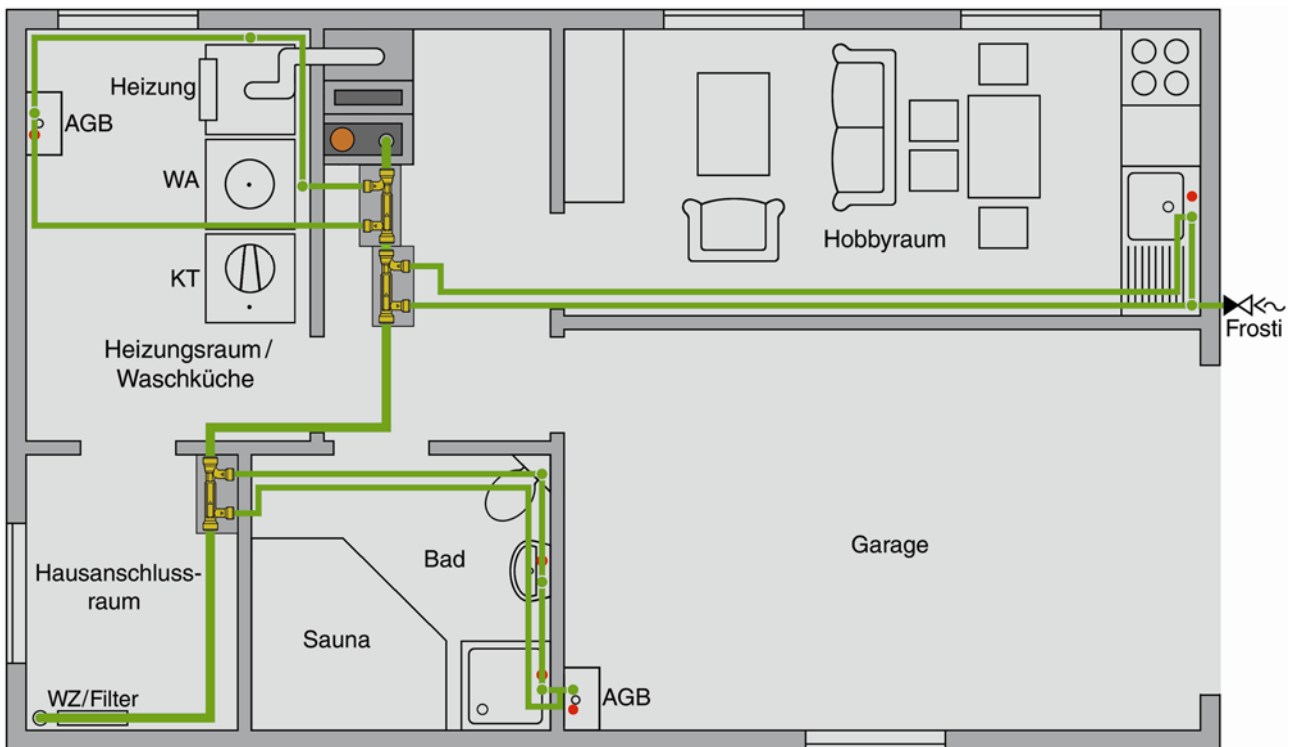 Heizung
AGB
WA
KT
Heizungsraum /
Waschküche
Hobbyraum
Frosti
Hausanschluss-
raum
Bad
Sauna
Garage
WZ/Filter
AGB